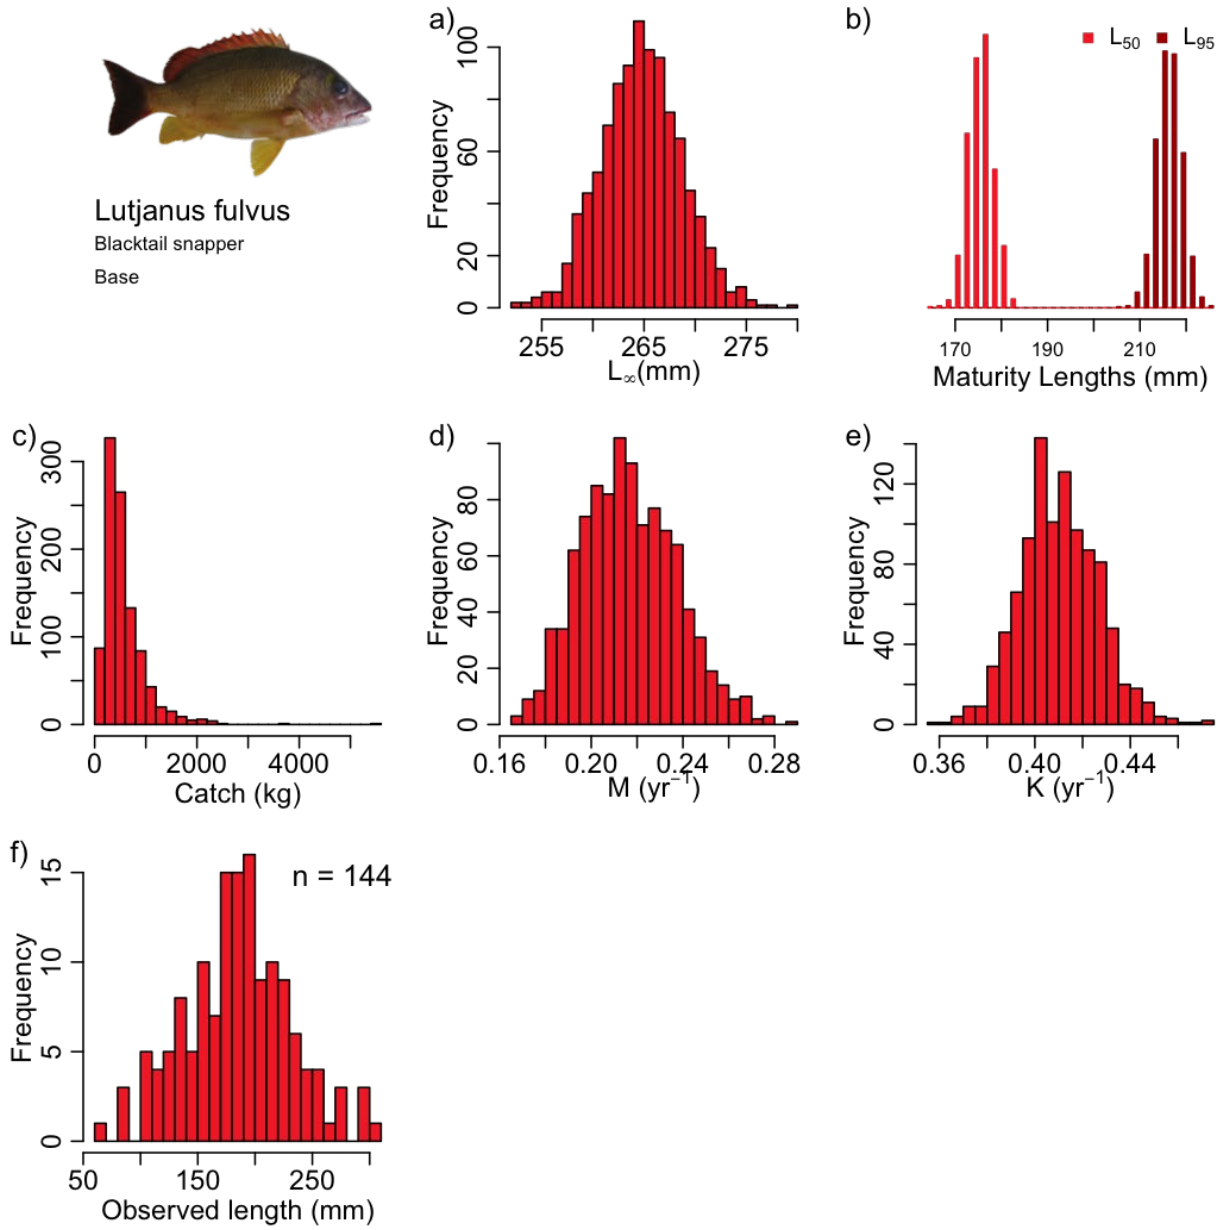 Lutjanus fulvus
Blacktail snapper
Base
a)
Frequency
0 20 60 100
255 265 275
L∞(mm)
b)
L50 L95
170 190 210
Maturity Lengths (mm)
c)
Frequency
0 100 200 300
0 2000 4000
Catch (kg)
d)
Frequency
0 20 40 60 80
0.16 0.20 0.24 0.28
M (yr⁻¹)
e)
Frequency
0 40 80 120
0.36 0.40 0.44
K (yr⁻¹)
f)
n = 144
Frequency
0 5 10 15
50 150 250
Observed length (mm)